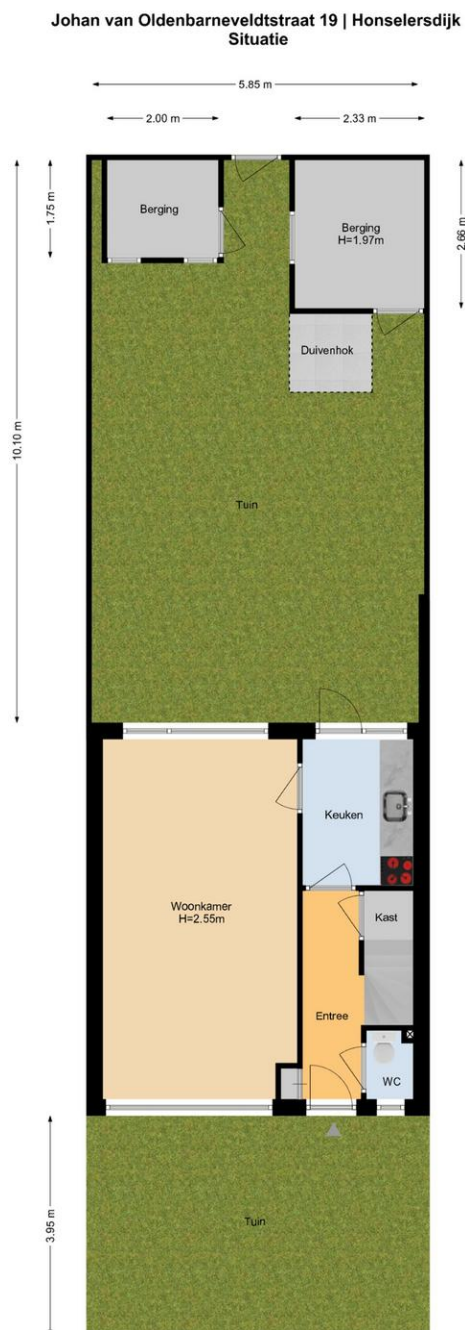 Johan van Oldenbarneveldtstraat 19 | Honselersdijk
Situatie
5.85 m
2.00 m
2.33 m
1.75 m
Berging
Berging
H=1.97m
2.66 m
Duivenhok
10.10 m
Tuin
Keuken
Woonkamer
H=2.55m
Kast
Entree
WC
3.95 m
Tuin